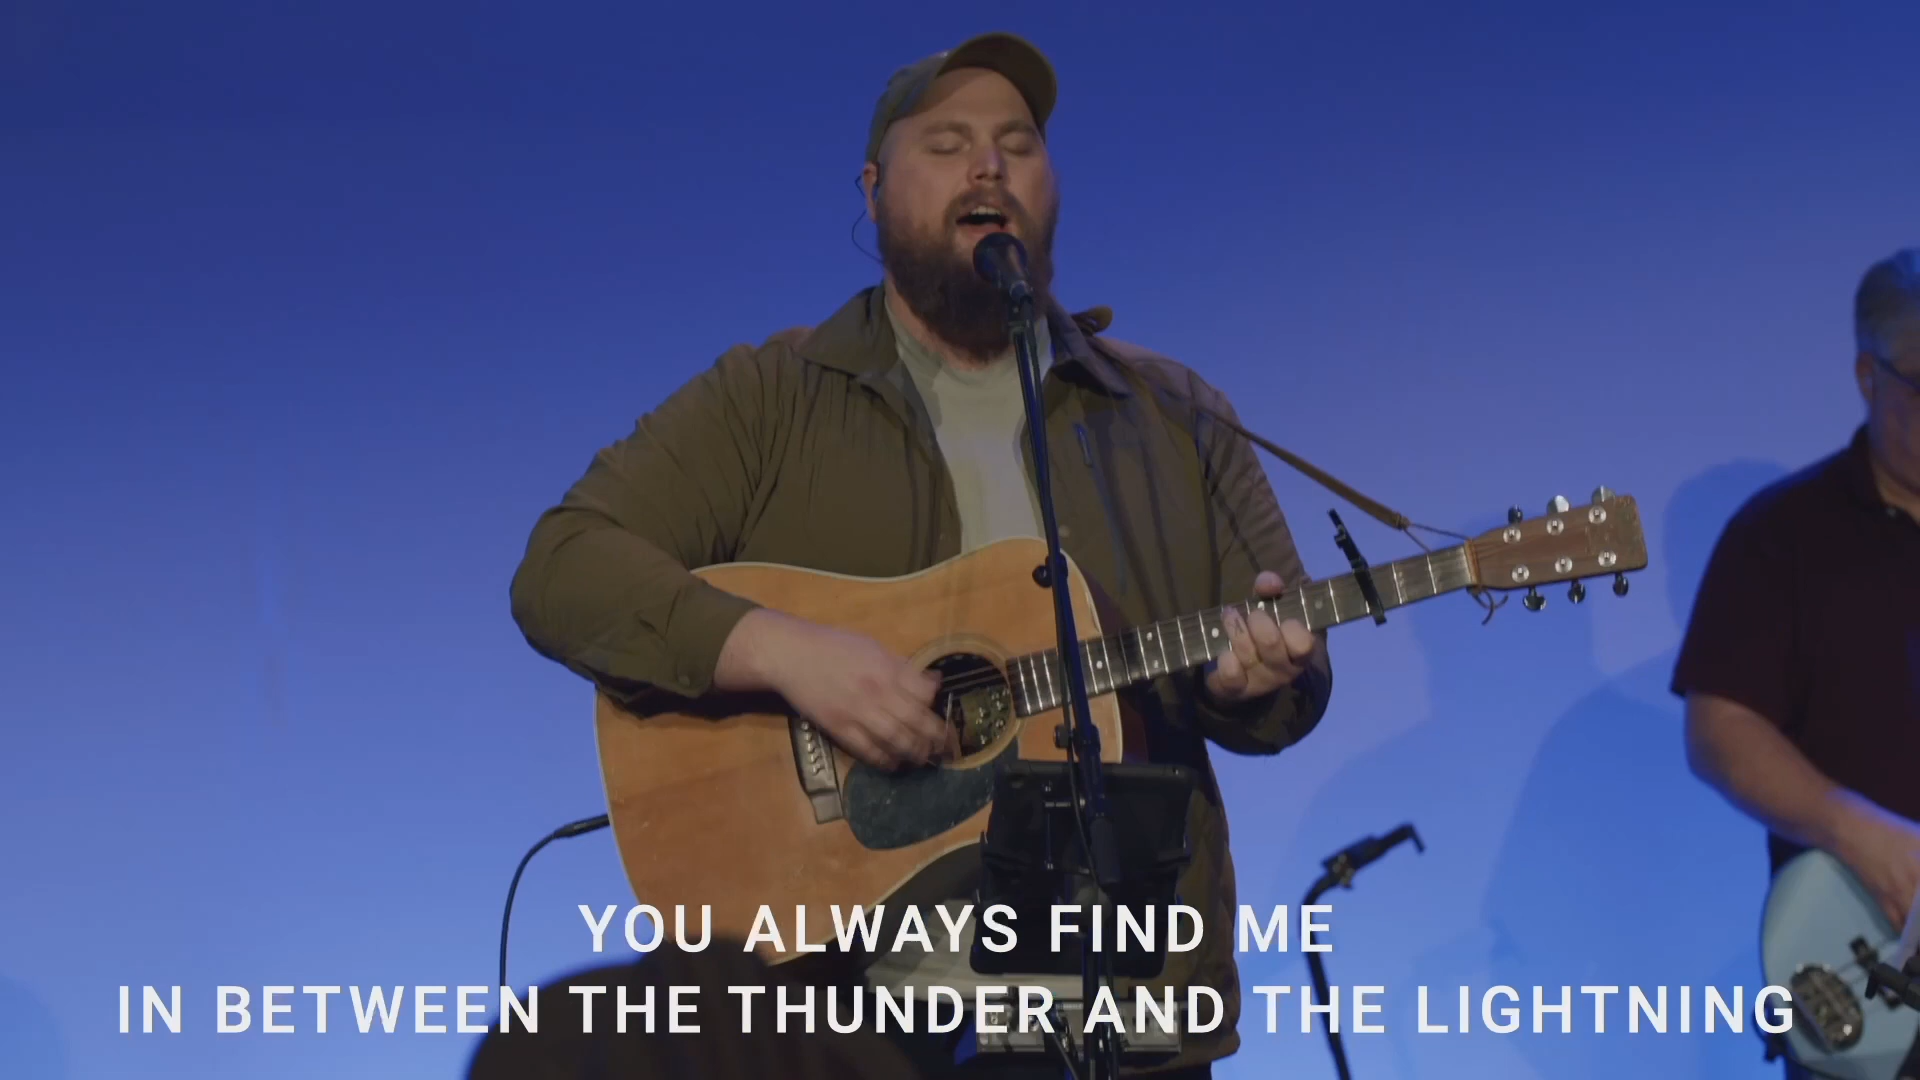 YOU ALWAYS FIND ME
IN BETWEEN THE THUNDER AND THE LIGHTNING